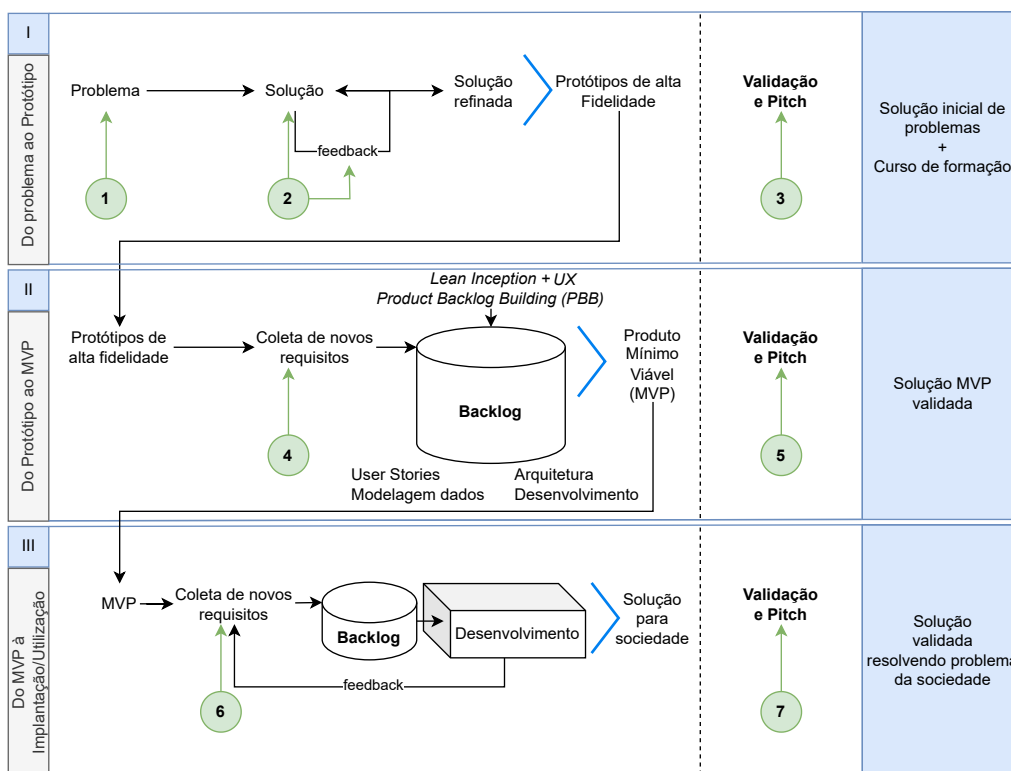 I
Do problema ao Protótipo
Problema
Solução
Solução
refinada
Protótipos de alta
Fidelidade
feedback
1
2
3
Validação
e Pitch
Solução inicial de
problemas
+
Curso de formação
II
Do Protótipo ao MVP
Lean Inception + UX
Product Backlog Building (PBB)
Protótipos de
alta fidelidade
Coleta de novos
requisitos
Backlog
Produto
Mínimo
Viável
(MVP)
4
User Stories
Modelagem dados
Arquitetura
Desenvolvimento
Validação
e Pitch
5
Solução MVP
validada
III
Do MVP à
Implantação/Utilização
MVP
Coleta de novos
requisitos
Backlog
Desenvolvimento
Solução
para
sociedade
feedback
6
Validação
e Pitch
7
Solução
validada
resolvendo problema
da sociedade